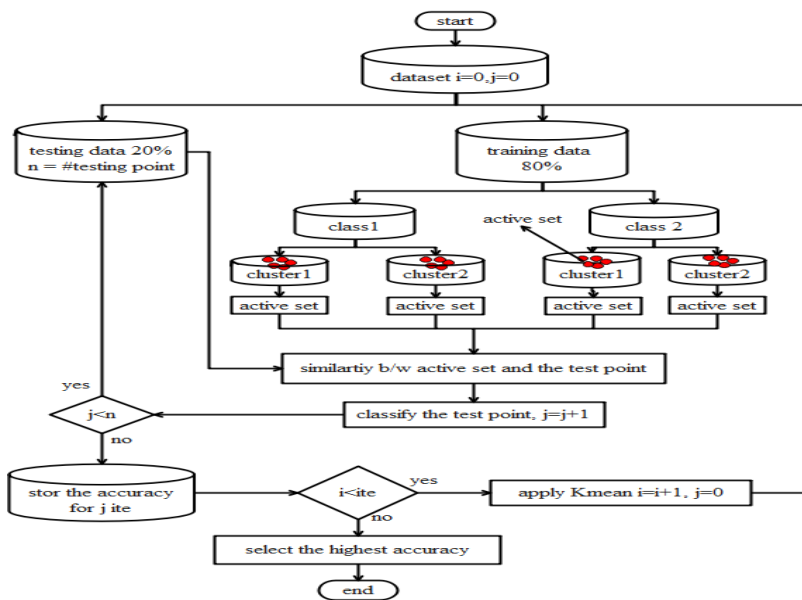 start
dataset i=0,j=0
testing data 20%
n = #testing point
training data
80%
class1
active set
class 2
cluster1
cluster2
cluster1
cluster2
active set
active set
active set
active set
similartiy b/w active set and the test point
yes
j<n
classify the test point, j=j+1
no
stor the accuracy
for j ite
i<ite
yes
apply Kmean i=i+1, j=0
no
select the highest accuracy
end